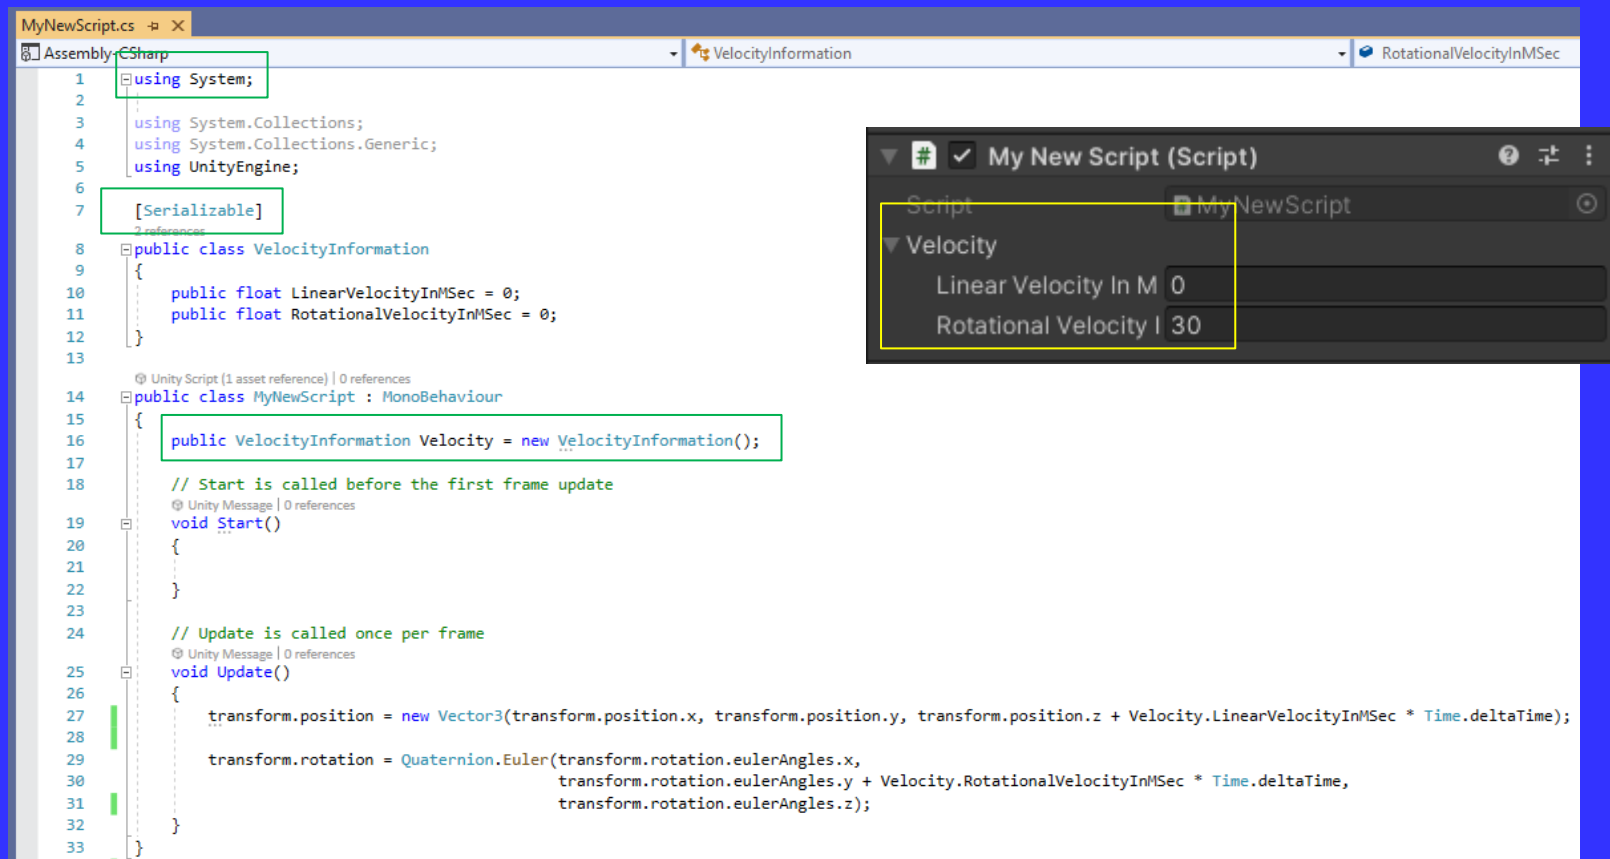 MyNewScript.cs
Assembly-CSharp
VelocityInformation
RotationalVelocityInMSec
1 using System;
2
3 using System.Collections;
4 using System.Collections.Generic;
5 using UnityEngine;
6
7 [Serializable]
2 references
8 public class VelocityInformation
9 {
10 public float LinearVelocityInMSec = 0;
11 public float RotationalVelocityInMSec = 0;
12 }
13
Unity Script (1 asset reference) | 0 references
14 public class MyNewScript : MonoBehaviour
15 {
16 public VelocityInformation Velocity = new VelocityInformation();
17
18 // Start is called before the first frame update
Unity Message | 0 references
19 void Start()
20 {
21
22 }
23
24 // Update is called once per frame
Unity Message | 0 references
25 void Update()
26 {
27 transform.position = new Vector3(transform.position.x, transform.position.y, transform.position.z + Velocity.LinearVelocityInMSec * Time.deltaTime);
28
29 transform.rotation = Quaternion.Euler(transform.rotation.eulerAngles.x,
30 transform.rotation.eulerAngles.y + Velocity.RotationalVelocityInMSec * Time.deltaTime,
31 transform.rotation.eulerAngles.z);
32 }
33 }
# My New Script (Script)
Script # MyNewScript
Velocity
Linear Velocity In M 0
Rotational Velocity I 30